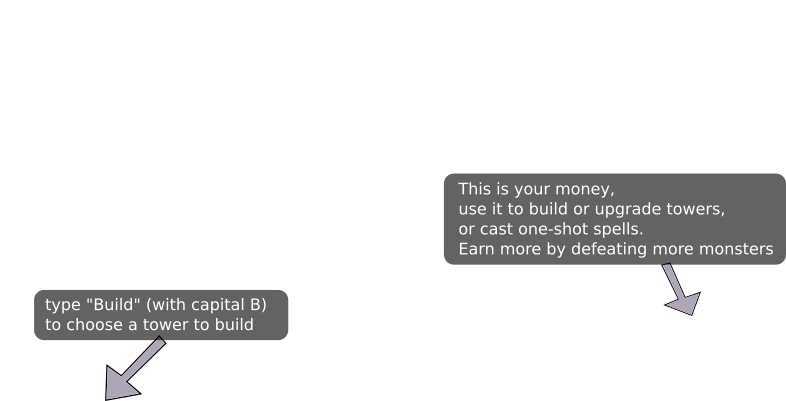 This is your money,
use it to build or upgrade towers,
or cast one-shot spells.
Earn more by defeating more monsters
type "Build" (with capital B)
to choose a tower to build